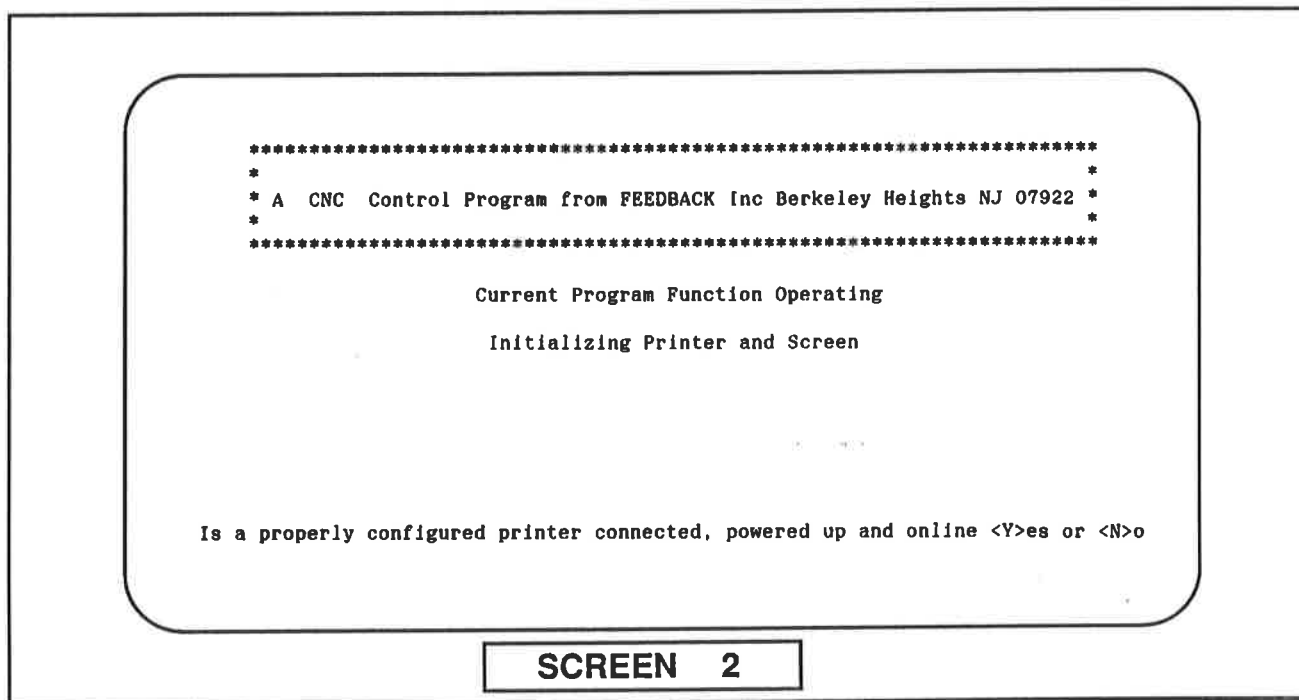 ***********************************************************************
*                                                                     *
* A  CNC  Control Program from FEEDBACK Inc Berkeley Heights NJ 07922 *
*                                                                     *
***********************************************************************
Current Program Function Operating
Initializing Printer and Screen
Is a properly configured printer connected, powered up and online <Y>es or <N>o
SCREEN 2